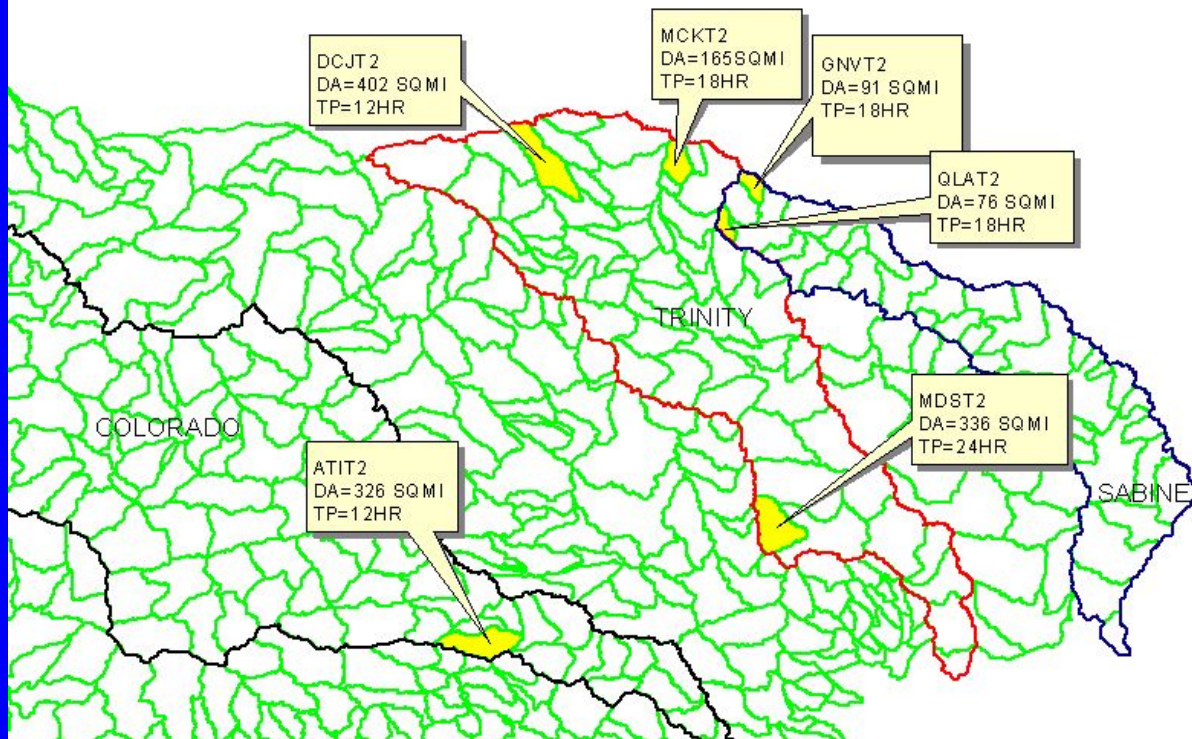 DCJT2
DA=402 SQMI
TP=12HR
MCKT2
DA=165SQMI
TP=18HR
GNVT2
DA=91 SQMI
TP=18HR
QLAT2
DA=76 SQMI
TP=18HR
TRINITY
MDST2
DA=336 SQMI
TP=24HR
COLORADO
ATIT2
DA=326 SQMI
TP=12HR
SABINE